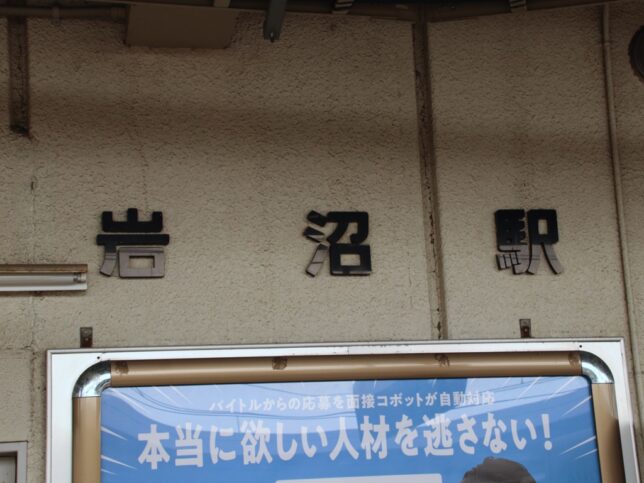 岩沼駅
バイトルからの応募を面接コボットが自動対応
本当に欲しい人材を逃さない！